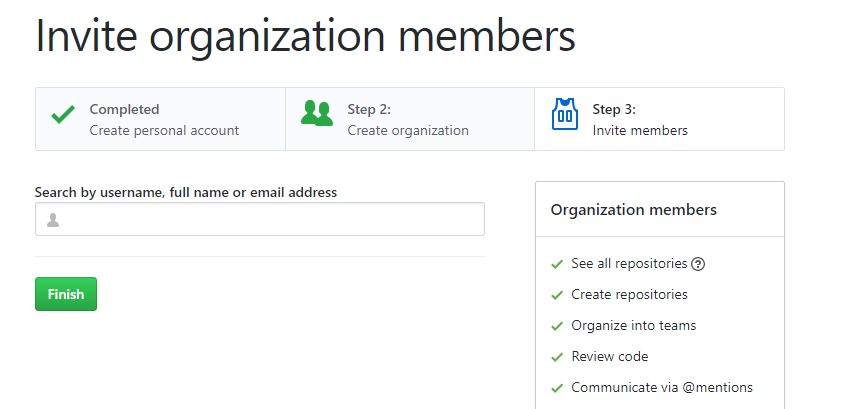 Invite organization members
Completed
Create personal account
Step 2:
Create organization
Step 3:
Invite members
Search by username, full name or email address
Finish
Organization members
See all repositories
Create repositories
Organize into teams
Review code
Communicate via @mentions